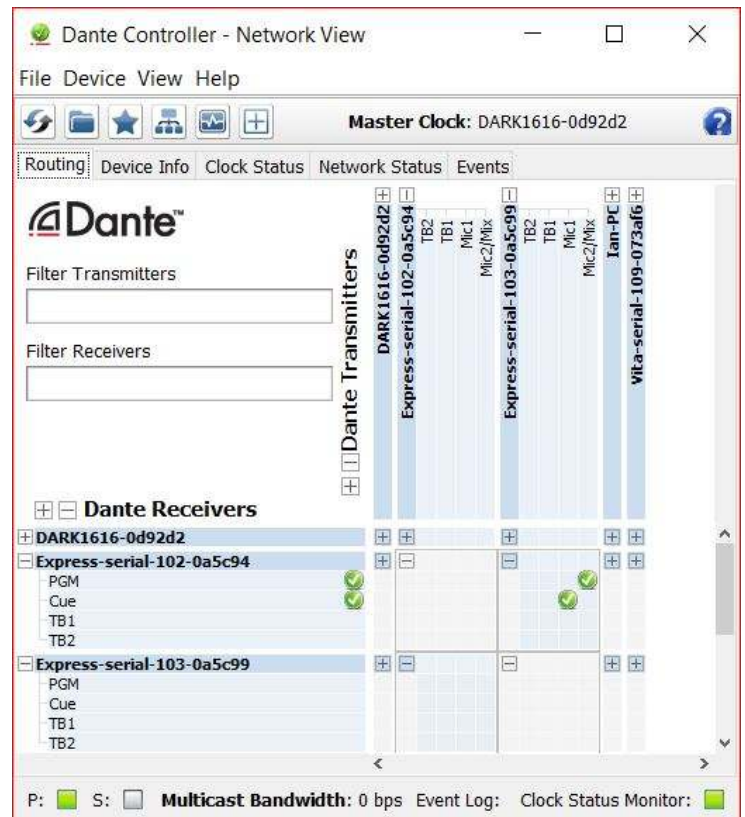 Dante Controller - Network View
File Device View Help
Master Clock: DARK1616-0d92d2
Routing Device Info Clock Status Network Status Events
Dante™
Filter Transmitters
Filter Receivers
Dante Transmitters
DARK1616-0d92d2
Express-serial-102-0a5c94
TB2
TB1
Mic1
Mic2/Mix
Express-serial-103-0a5c99
TB2
TB1
Mic1
Mic2/Mix
Ian-PC
Vita-serial-109-073af6
Dante Receivers
DARK1616-0d92d2
Express-serial-102-0a5c94
PGM
Cue
TB1
TB2
Express-serial-103-0a5c99
PGM
Cue
TB1
TB2
P: S: Multicast Bandwidth: 0 bps Event Log: Clock Status Monitor: